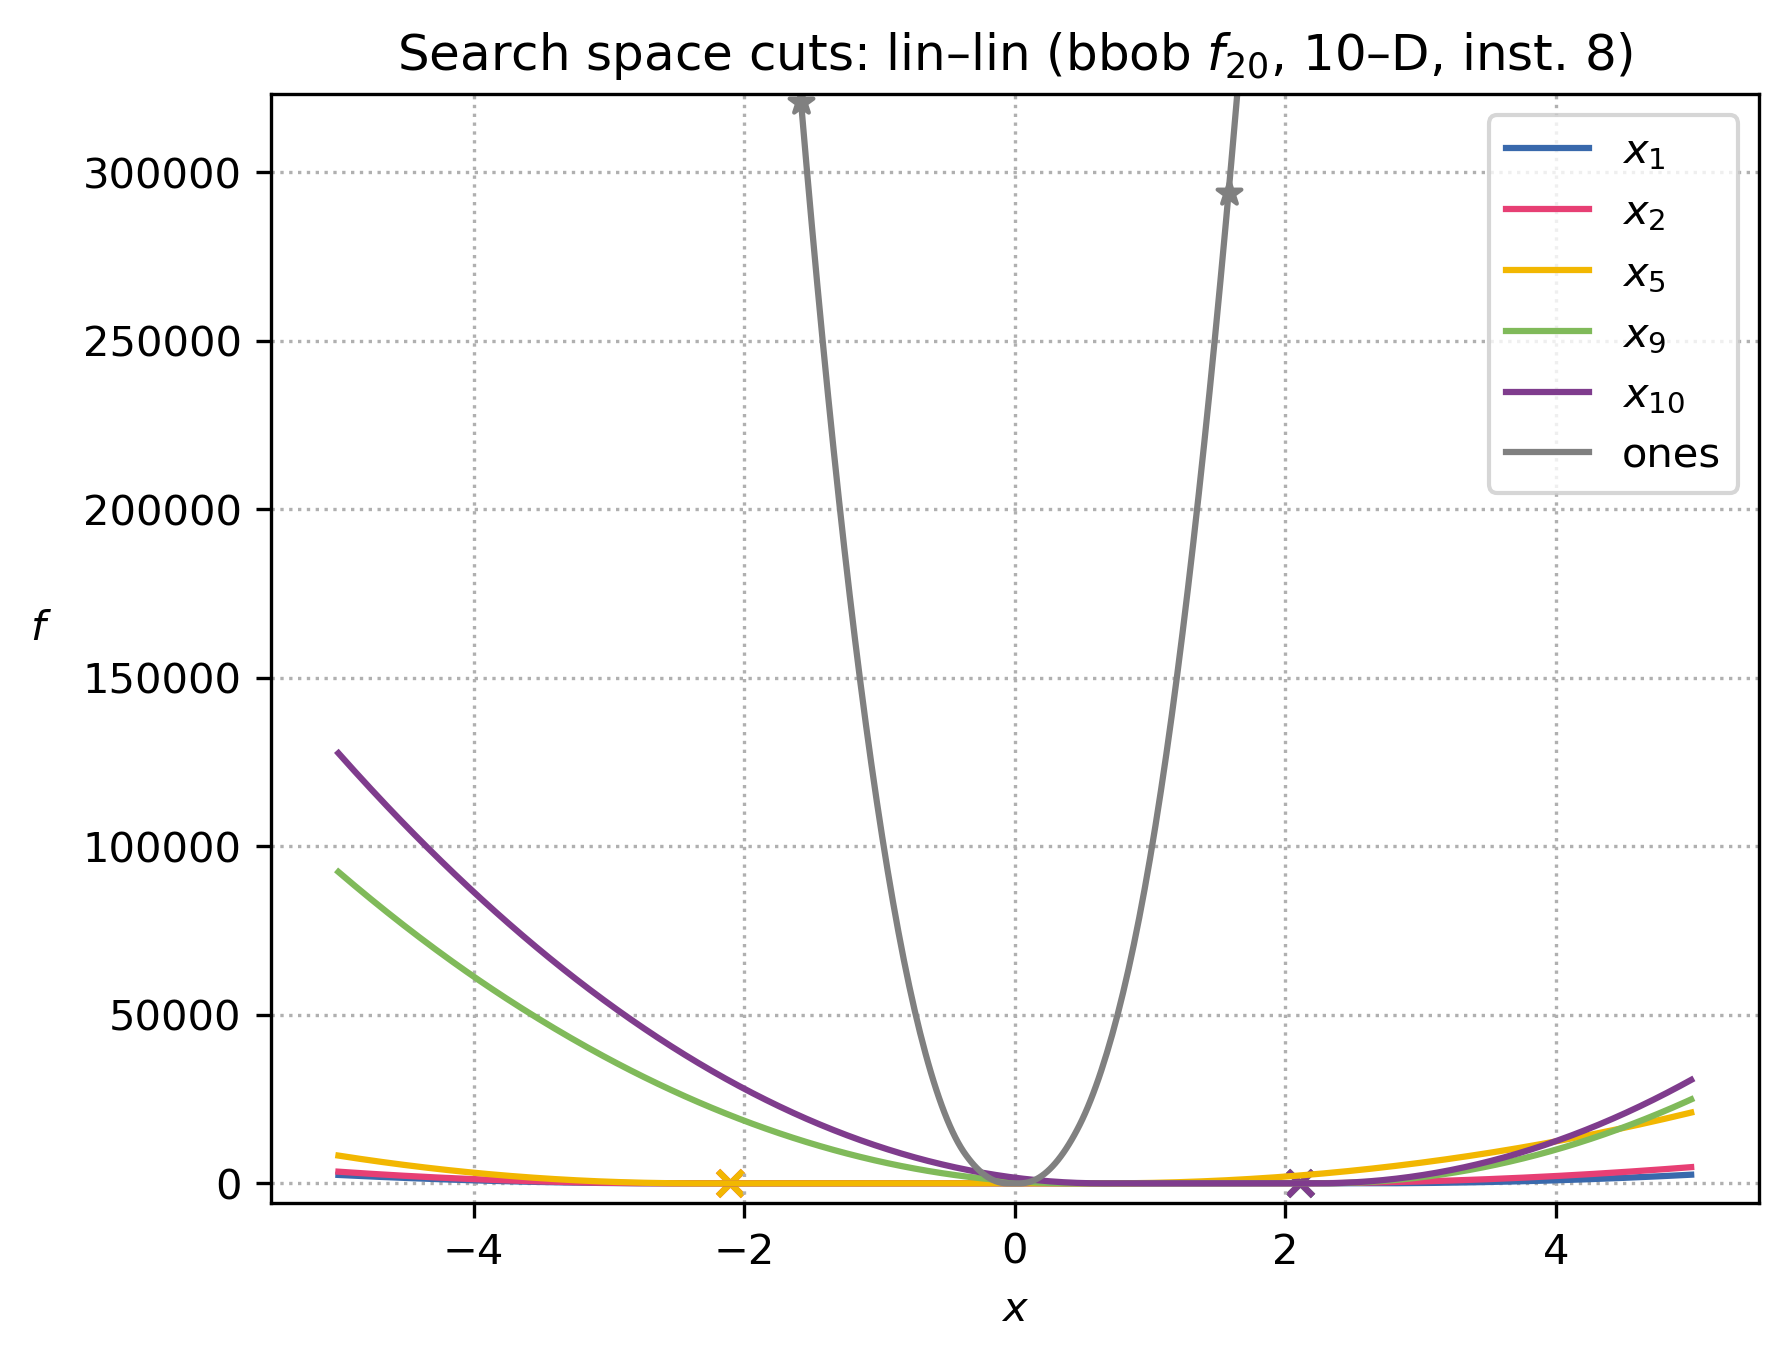 Search space cuts: lin–lin (bbob f20, 10–D, inst. 8)
300000
250000
200000
150000
100000
50000
0
f
−4 −2 0 2 4
x
x1
x2
x5
x9
x10
ones